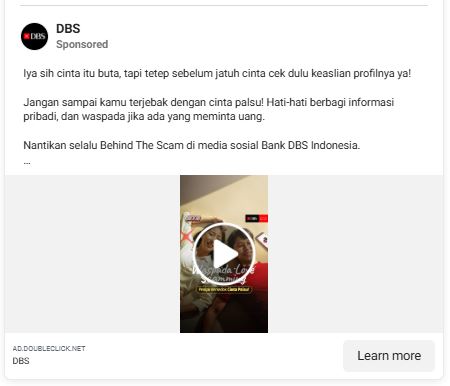 DBS
Sponsored
Iya sih cinta itu buta, tapi tetep sebelum jatuh cinta cek dulu keaslian profilnya ya!
Jangan sampai kamu terjebak dengan cinta palsu! Hati-hati berbagi informasi
pribadi, dan waspada jika ada yang meminta uang.
Nantikan selalu Behind The Scam di media sosial Bank DBS Indonesia.
...
DBS
Waspada Love
Scamming
Cinta Palsu!
AD.DOUBLECLICK.NET
DBS
Learn more